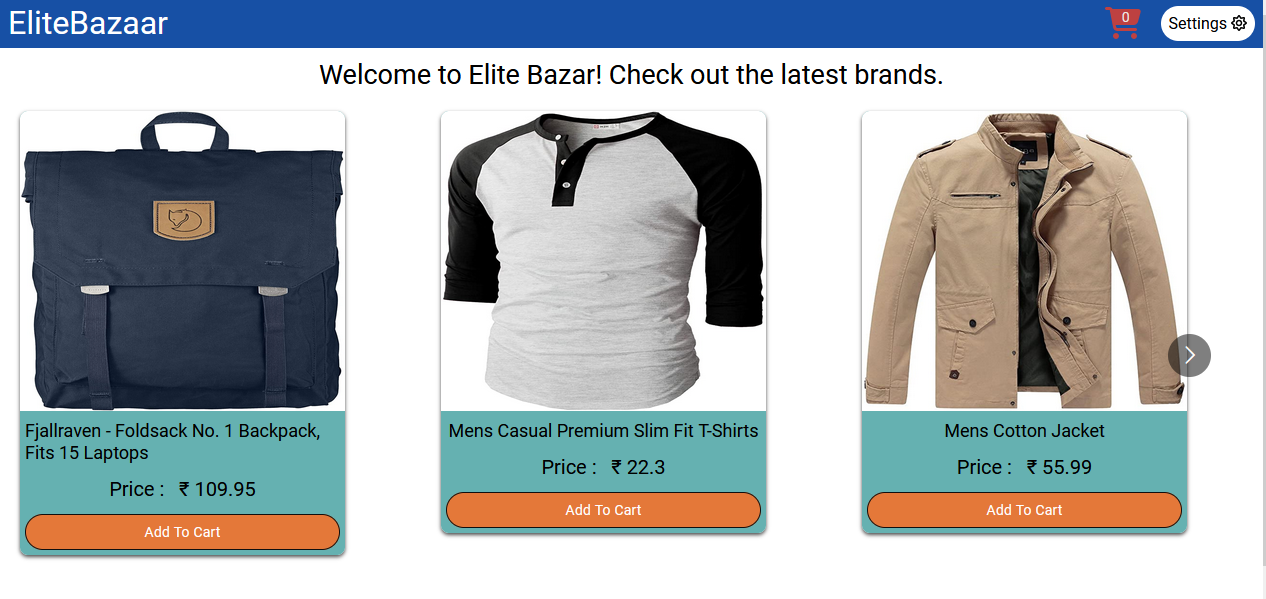 EliteBazaar
0
Settings
Welcome to Elite Bazar! Check out the latest brands.
Fjallraven - Foldsack No. 1 Backpack,
Fits 15 Laptops
Price : ₹ 109.95
Add To Cart
Mens Casual Premium Slim Fit T-Shirts
Price : ₹ 22.3
Add To Cart
Mens Cotton Jacket
Price : ₹ 55.99
Add To Cart